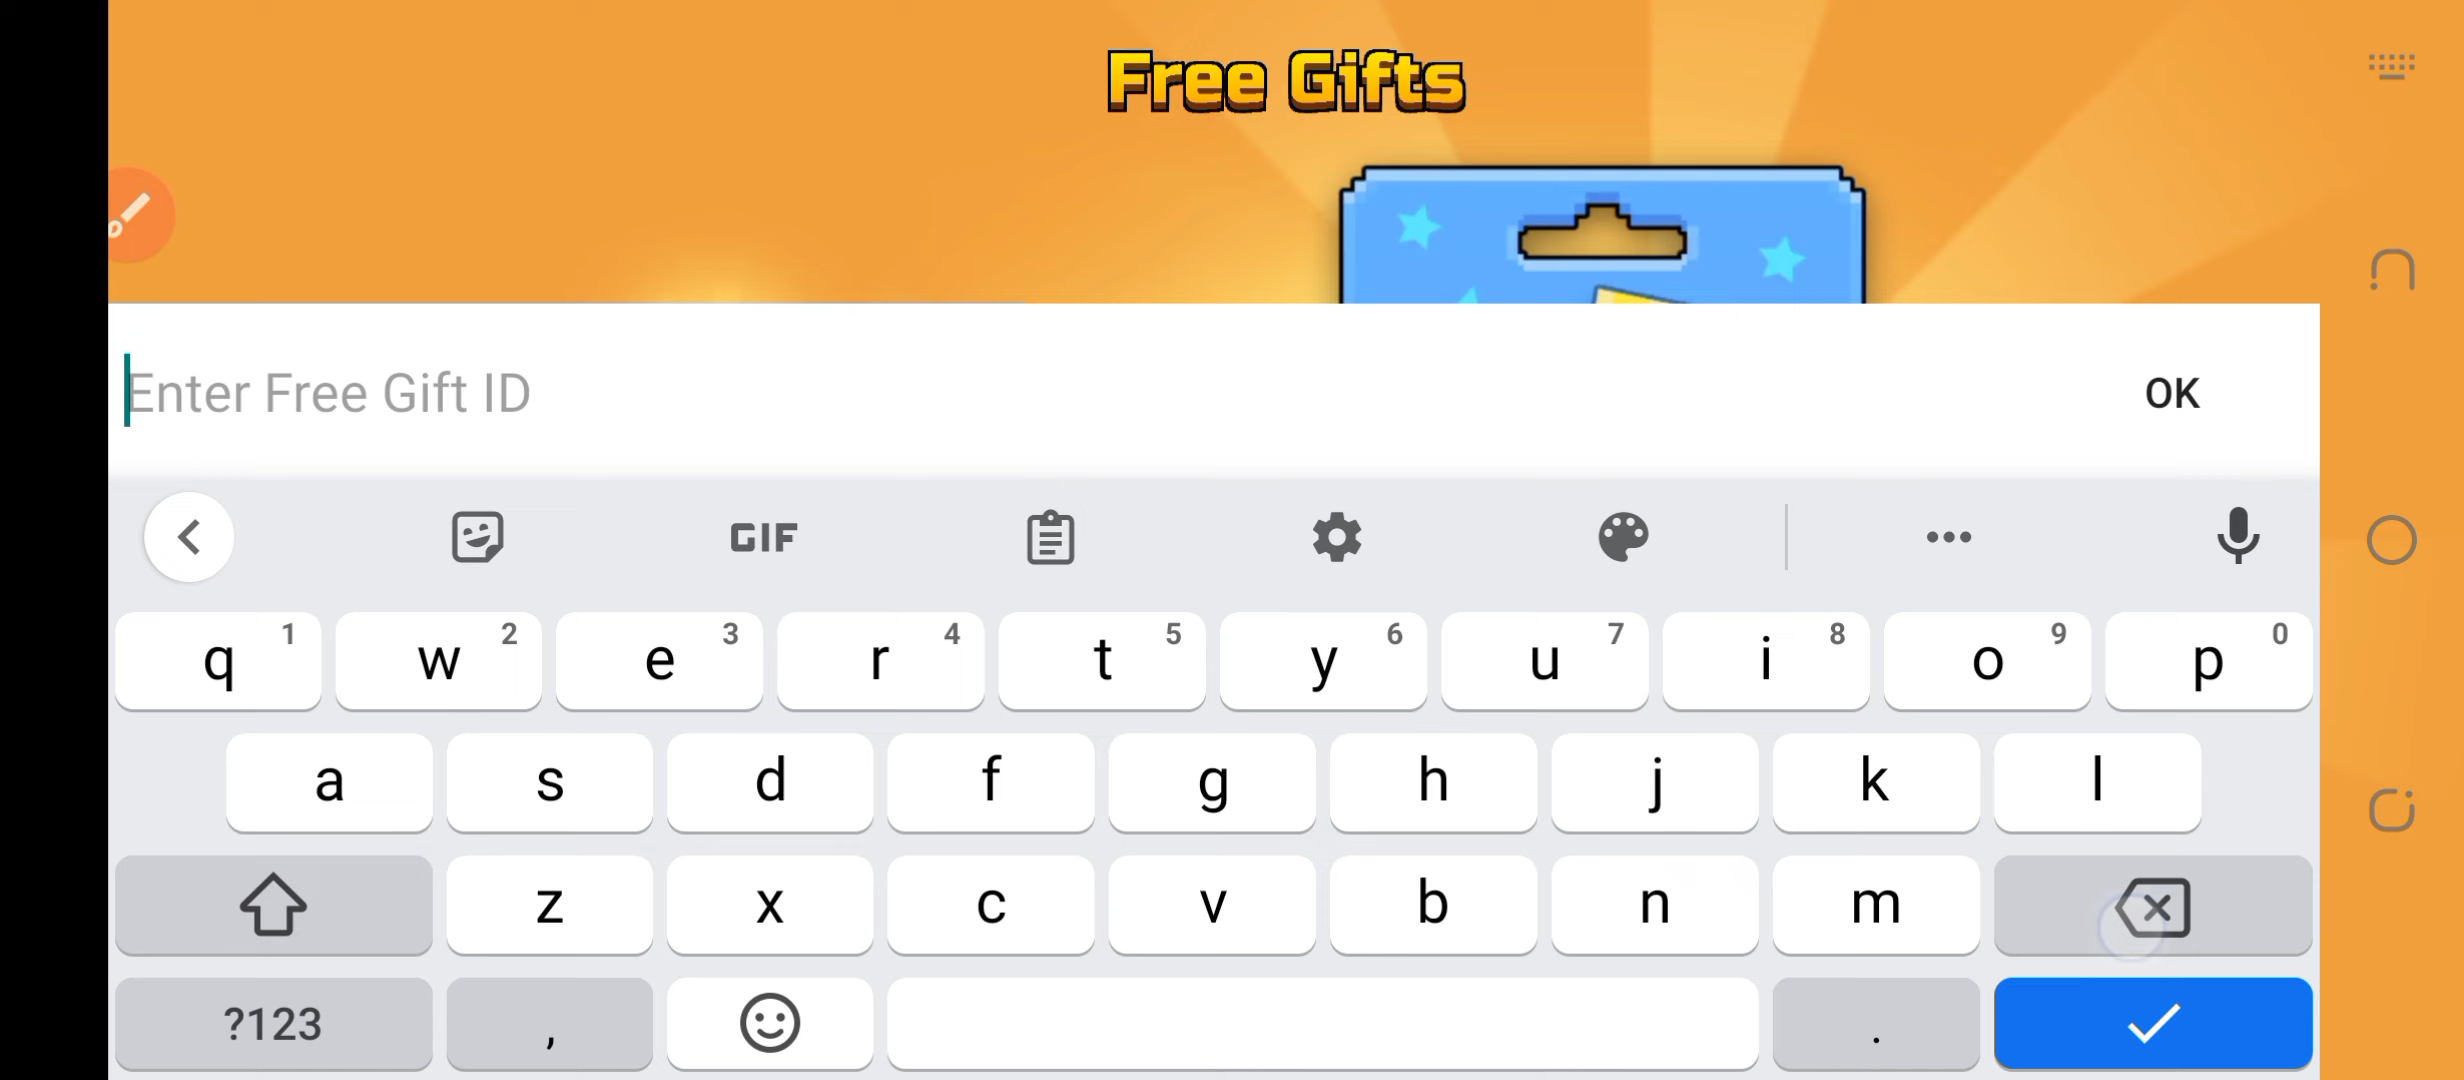 Free Gifts
Enter Free Gift ID
OK
GIF
q 1 w 2 e 3 r 4 t 5 y 6 u 7 i 8 o 9 p 0
a s d f g h j k l
z x c v b n m
?123 , .